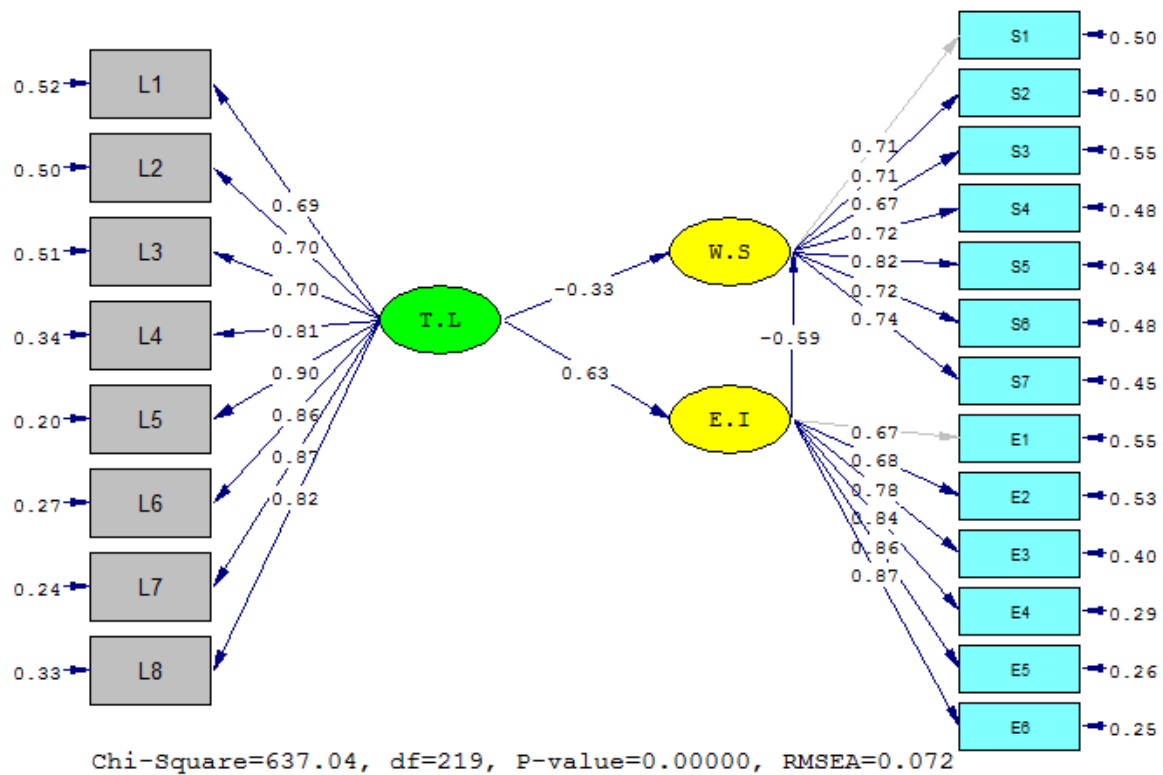 0.52 L1
0.50 L2
0.51 L3
0.34 L4
0.20 L5
0.27 L6
0.24 L7
0.33 L8
0.69
0.70
0.70
0.81
0.90
0.86
0.87
0.82
T.L
-0.33
0.63
W.S
-0.59
E.I
0.71
0.71
0.67
0.72
0.82
0.72
0.74
0.67
0.68
0.78
0.84
0.86
0.87
S1 0.50
S2 0.50
S3 0.55
S4 0.48
S5 0.34
S6 0.48
S7 0.45
E1 0.55
E2 0.53
E3 0.40
E4 0.29
E5 0.26
E6 0.25
Chi-Square=637.04, df=219, P-value=0.00000, RMSEA=0.072